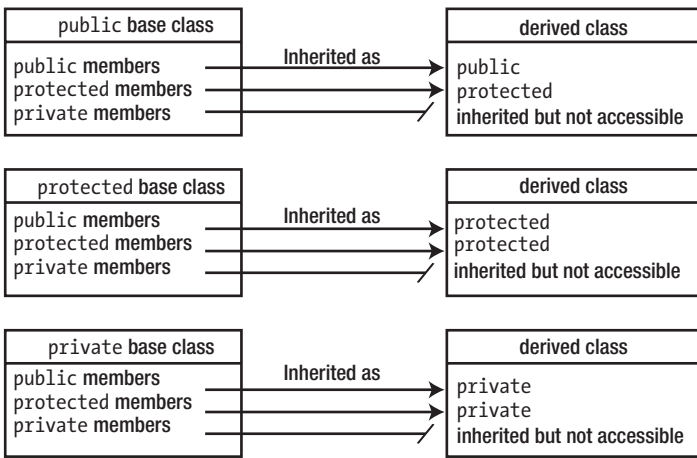 public base class
public members
protected members
private members
Inherited as
derived class
public
protected
inherited but not accessible
protected base class
public members
protected members
private members
Inherited as
derived class
protected
protected
inherited but not accessible
private base class
public members
protected members
private members
Inherited as
derived class
private
private
inherited but not accessible